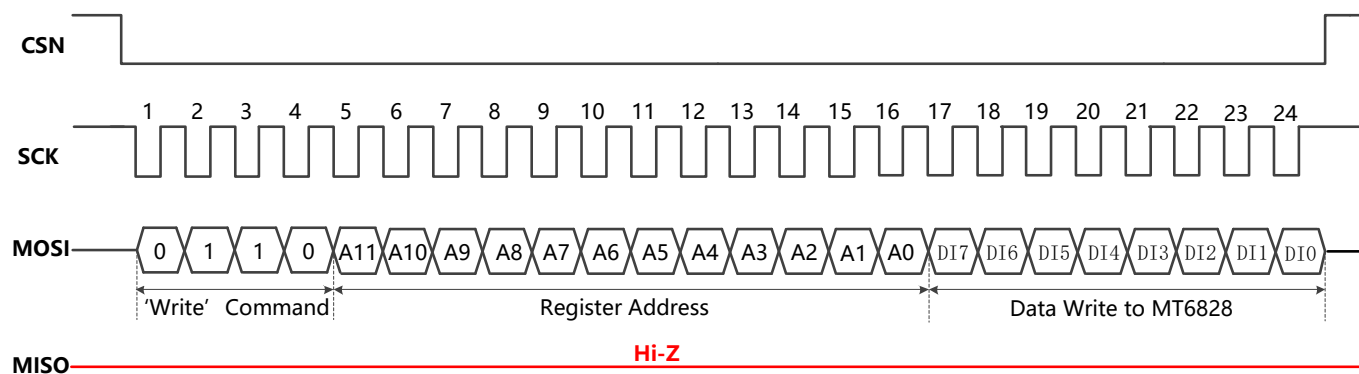 CSN
1 2 3 4 5 6 7 8 9 10 11 12 13 14 15 16 17 18 19 20 21 22 23 24
SCK
MOSI 0 1 1 0 A11 A10 A9 A8 A7 A6 A5 A4 A3 A2 A1 A0 DI7 DI6 DI5 DI4 DI3 DI2 DI1 DI0
‘Write’ Command Register Address Data Write to MT6828
Hi-Z
MISO